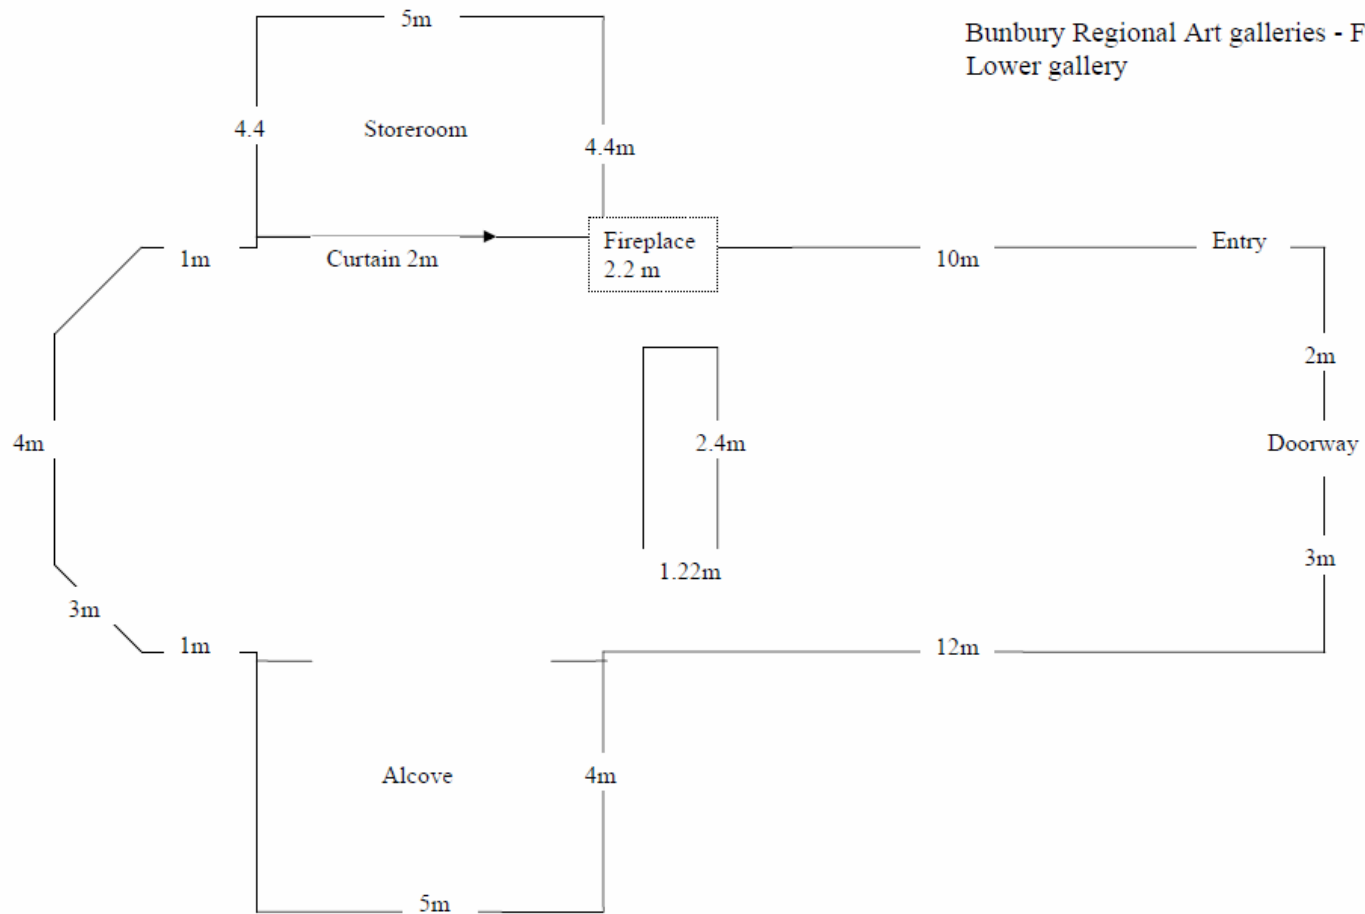 5m
Bunbury Regional Art galleries - F
Lower gallery
4.4
Storeroom
4.4m
1m
Curtain 2m
Fireplace
2.2 m
10m
Entry
2m
4m
2.4m
Doorway
1.22m
3m
3m
1m
12m
Alcove
4m
5m